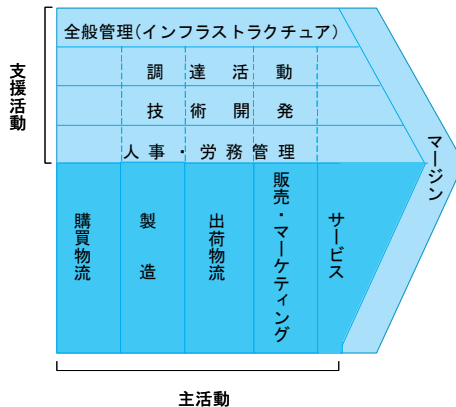 全般管理(インフラストラクチュア)
支援活動
調達活動
技術開発
人事・労務管理
購買物流
製造
出荷物流
販売・マーケティング
サービス
マージン
主活動